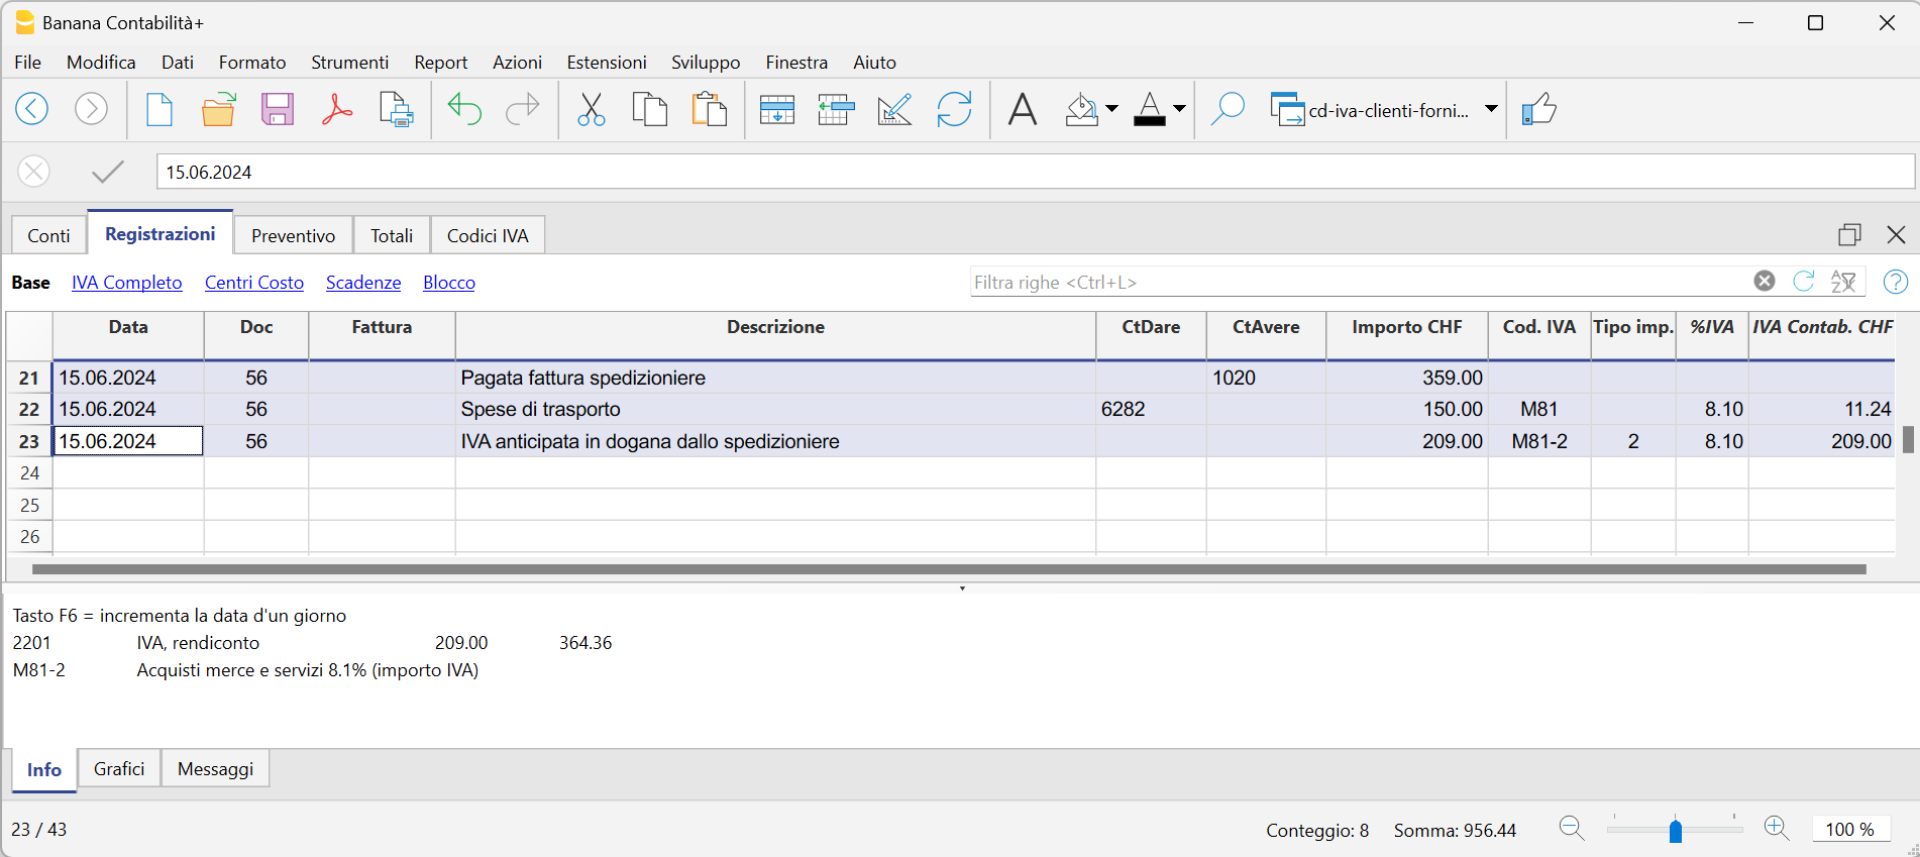 Banana Contabilità+
File Modifica Dati Formato Strumenti Report Azioni Estensioni Sviluppo Finestra Aiuto
cd-iva-clienti-forni...
15.06.2024
Conti Registrazioni Preventivo Totali Codici IVA
Base IVA Completo Centri Costo Scadenze Blocco Filtra righe <Ctrl+L>
Data Doc Fattura Descrizione CtDare CtAvere Importo CHF Cod. IVA Tipo imp. %IVA IVA Contab. CHF
21 15.06.2024 56 Pagata fattura spedizioniere 1020 359.00
22 15.06.2024 56 Spese di trasporto 6282 150.00 M81 8.10 11.24
23 15.06.2024 56 IVA anticipata in dogana dallo spedizioniere 209.00 M81-2 2 8.10 209.00
24
25
26
Tasto F6 = incrementa la data d'un giorno
2201 IVA, rendiconto 209.00 364.36
M81-2 Acquisti merce e servizi 8.1% (importo IVA)
Info Grafici Messaggi
23 / 43 Conteggio: 8 Somma: 956.44 100 %